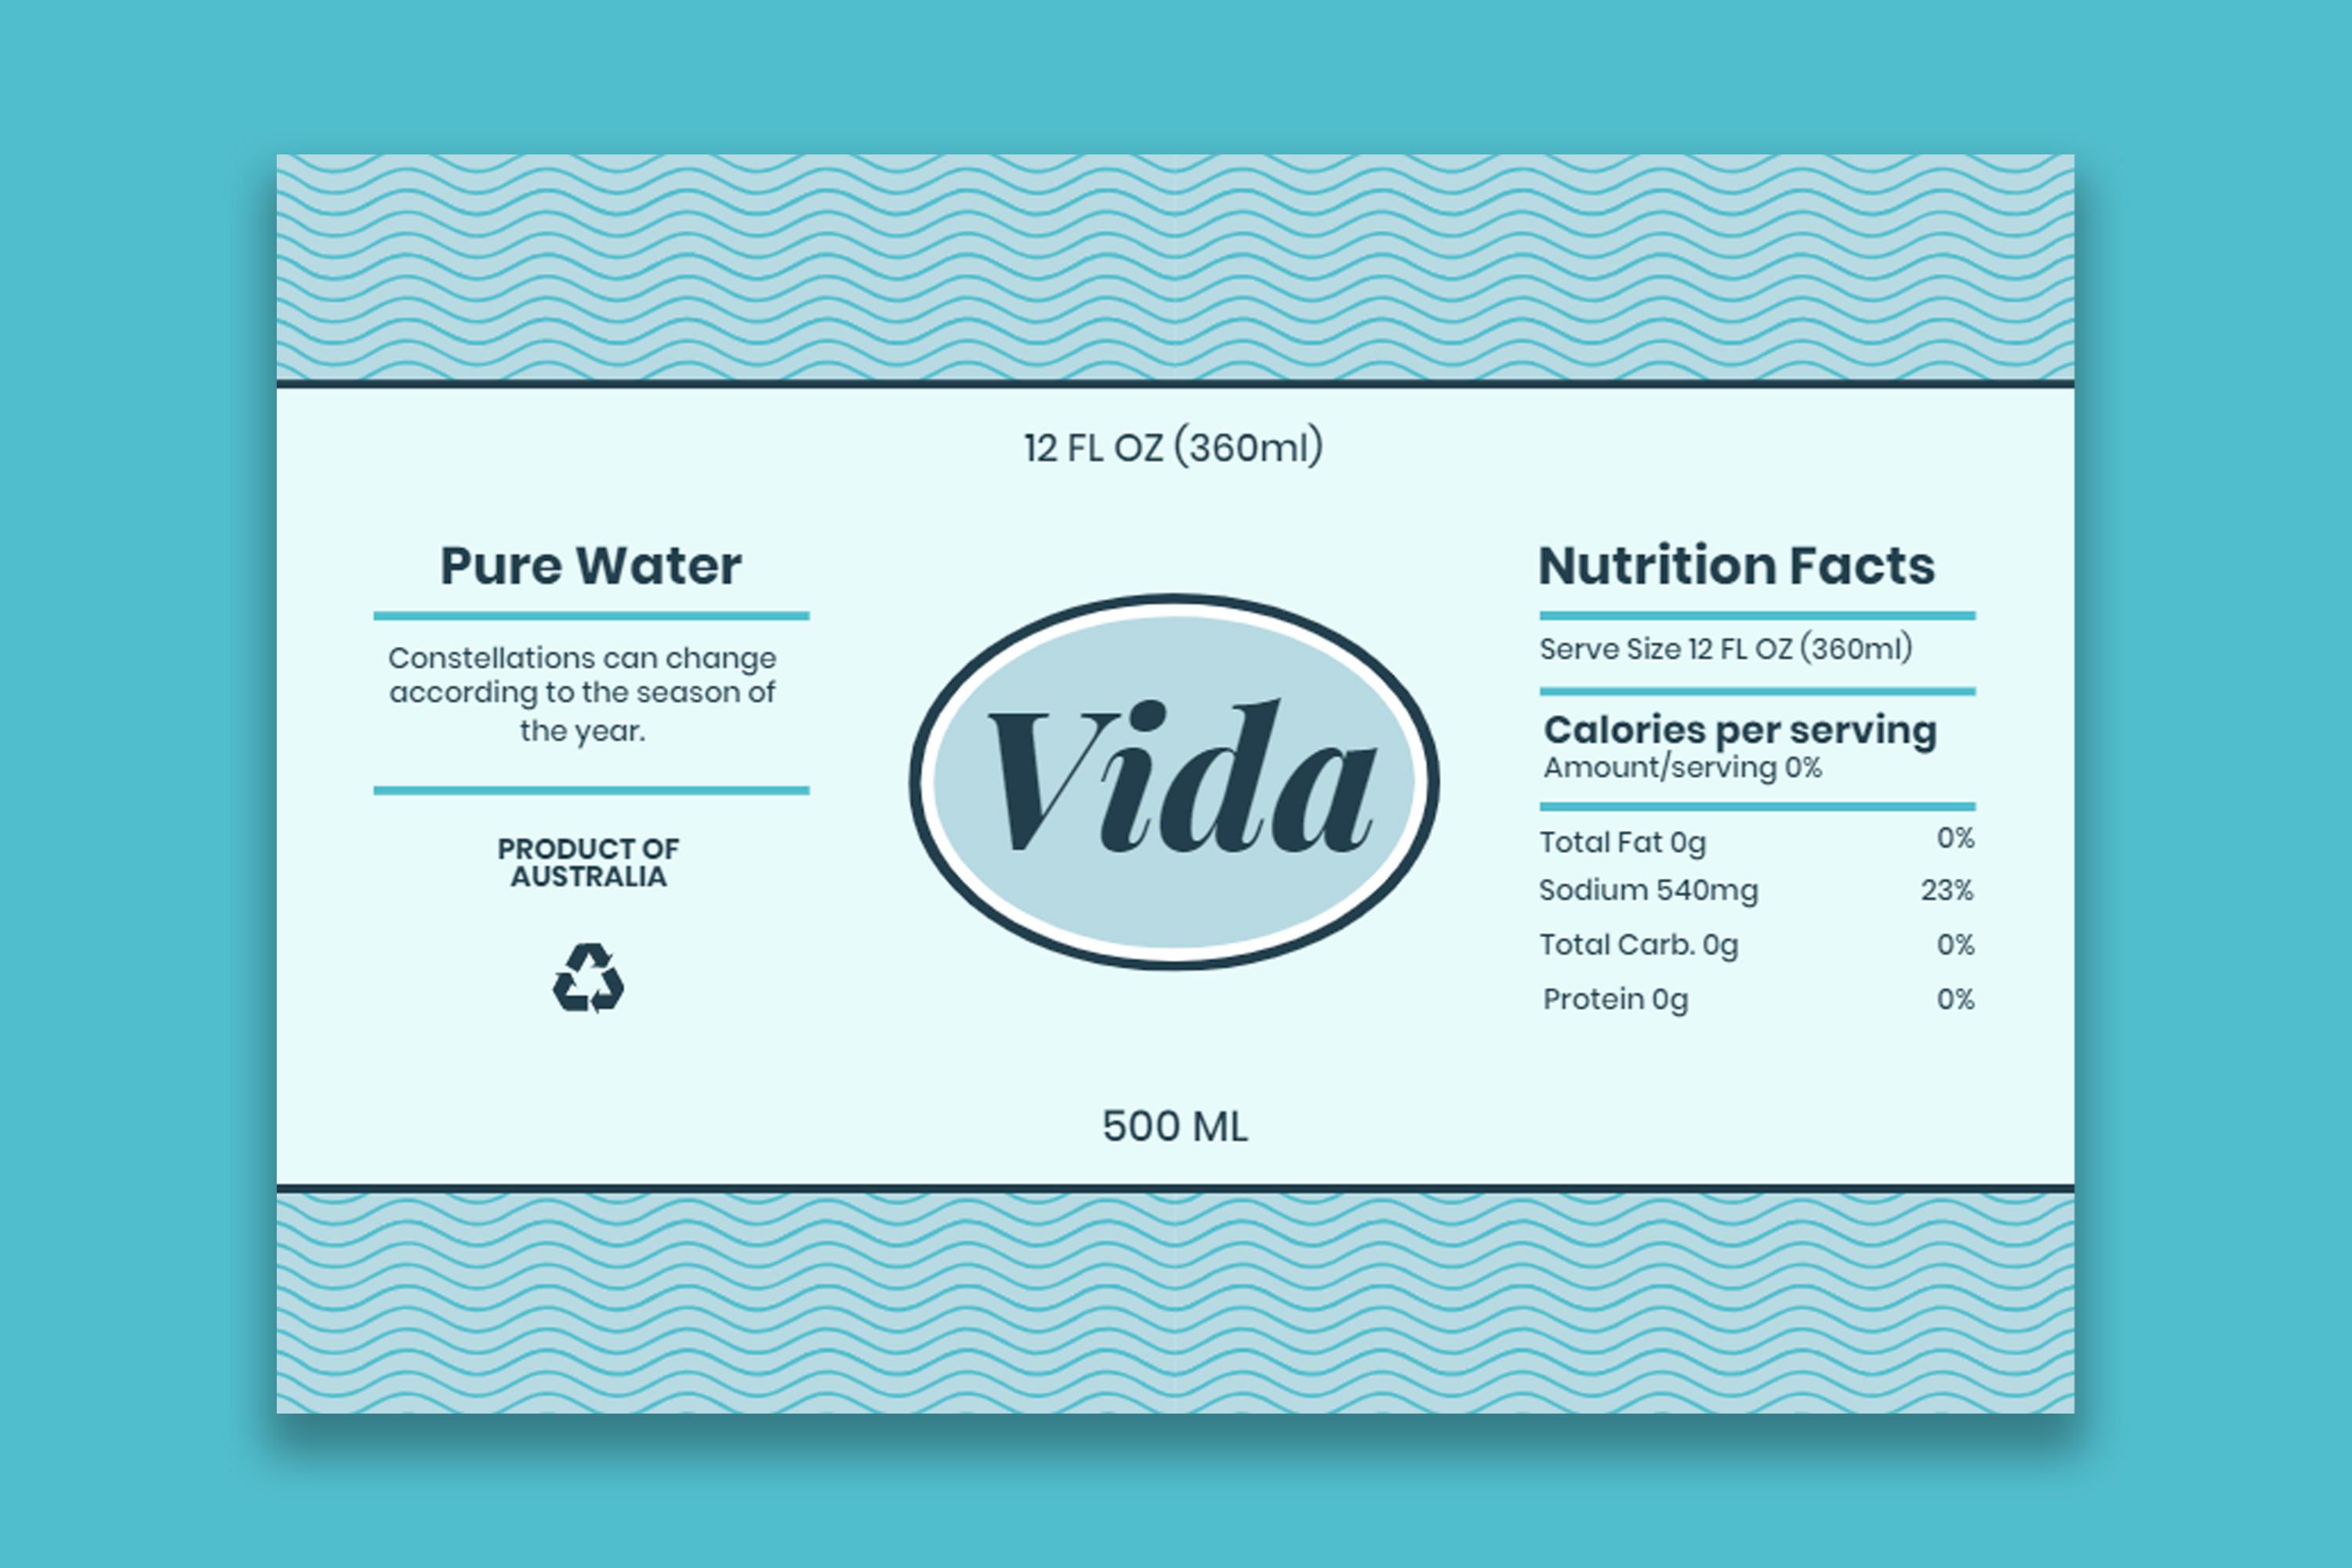 12 FL OZ (360ml)
Pure Water
Constellations can change
according to the season of
the year.
PRODUCT OF
AUSTRALIA
Vida
500 ML
Nutrition Facts
Serve Size 12 FL OZ (360ml)
Calories per serving
Amount/serving 0%
Total Fat 0g 0%
Sodium 540mg 23%
Total Carb. 0g 0%
Protein 0g 0%